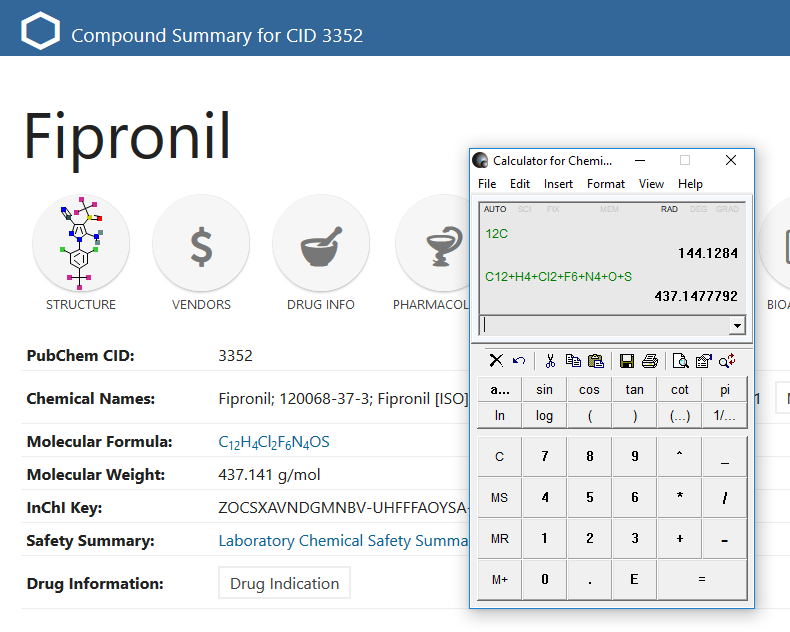 Compound Summary for CID 3352
Fipronil
STRUCTURE
VENDORS
DRUG INFO
PHARMACOL
PubChem CID: 3352
Chemical Names: Fipronil; 120068-37-3; Fipronil [ISO]
Molecular Formula: C12H4Cl2F6N4OS
Molecular Weight: 437.141 g/mol
InChI Key: ZOCSXAVNDGMNBV-UHFFFAOYSA-
Safety Summary: Laboratory Chemical Safety Summa
Drug Information: Drug Indication
Calculator for Chemi...
File Edit Insert Format View Help
AUTO SCI FIX MEM RAD DEG GRAD
12C
144.1284
C12+H4+Cl2+F6+N4+O+S
437.1477792
a... sin cos tan cot pi
ln log ( ) (...) 1/...
C 7 8 9 ^ _
MS 4 5 6 * /
MR 1 2 3 + -
M+ 0 . E =
BIOA
1